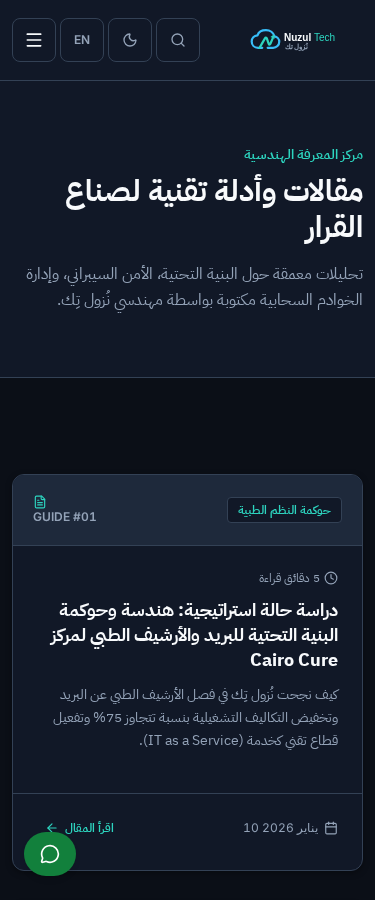 Nuzul Tech
نُزول تك
EN
مركز المعرفة الهندسية
مقالات وأدلة تقنية لصناع
القرار
تحليلات معمقة حول البنية التحتية، الأمن السيبراني، وإدارة
الخوادم السحابية مكتوبة بواسطة مهندسي نُزول تِك.
حوكمة النظم الطبية
GUIDE #01
5 دقائق قراءة
دراسة حالة استراتيجية: هندسة وحوكمة
البنية التحتية للبريد والأرشيف الطبي لمركز
Cairo Cure
كيف نجحت نُزول تِك في فصل الأرشيف الطبي عن البريد
وتخفيض التكاليف التشغيلية بنسبة تتجاوز 75% وتفعيل
قطاع تقني كخدمة (IT as a Service).
10 يناير 2026
اقرأ المقال